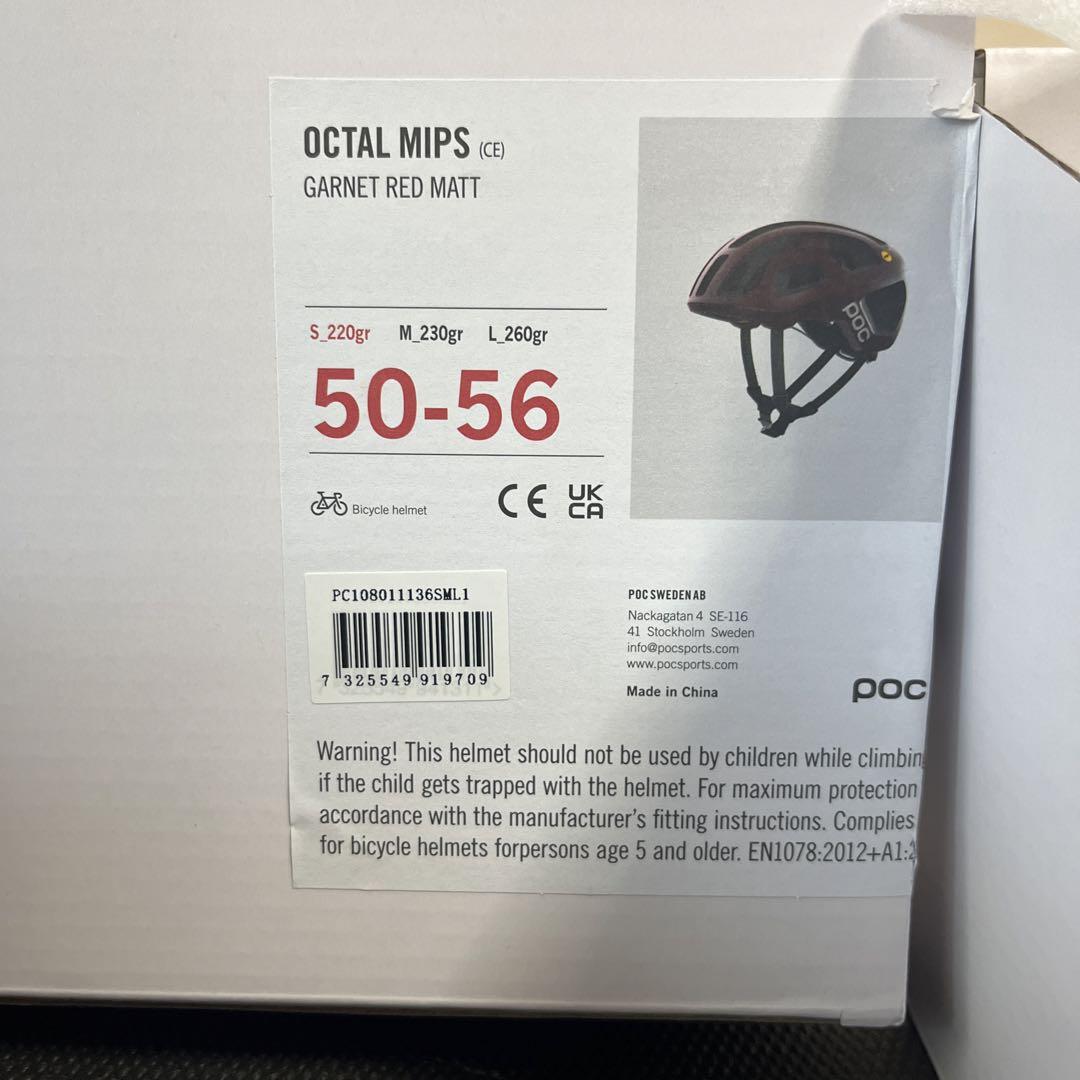 OCTAL MIPS (CE)
GARNET RED MATT
S_220gr M_230gr L_260gr
50-56
Bicycle helmet
CE UK
CA
poc
PC108011136SML1
7 325549 919709
POC SWEDEN AB
Nackagatan 4 SE-116
41 Stockholm Sweden
info@pocsports.com
www.pocsports.com
Made in China
poc
Warning! This helmet should not be used by children while climbin
if the child gets trapped with the helmet. For maximum protection
accordance with the manufacturer's fitting instructions. Complies
for bicycle helmets forpersons age 5 and older. EN1078:2012+A1:2